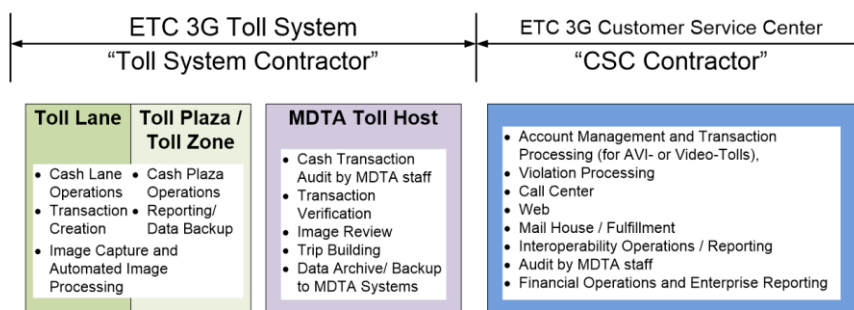 ETC 3G Toll System
"Toll System Contractor"
ETC 3G Customer Service Center
"CSC Contractor"
Toll Lane
Toll Plaza /
Toll Zone
• Cash Lane
Operations
• Transaction
Creation
• Cash Plaza
Operations
• Reporting/
Data Backup
• Image Capture and
Automated Image
Processing
MDTA Toll Host
• Cash Transaction
Audit by MDTA staff
• Transaction
Verification
• Image Review
• Trip Building
• Data Archive/ Backup
to MDTA Systems
• Account Management and Transaction
Processing (for AVI- or Video-Tolls),
• Violation Processing
• Call Center
• Web
• Mail House / Fulfillment
• Interoperability Operations / Reporting
• Audit by MDTA staff
• Financial Operations and Enterprise Reporting